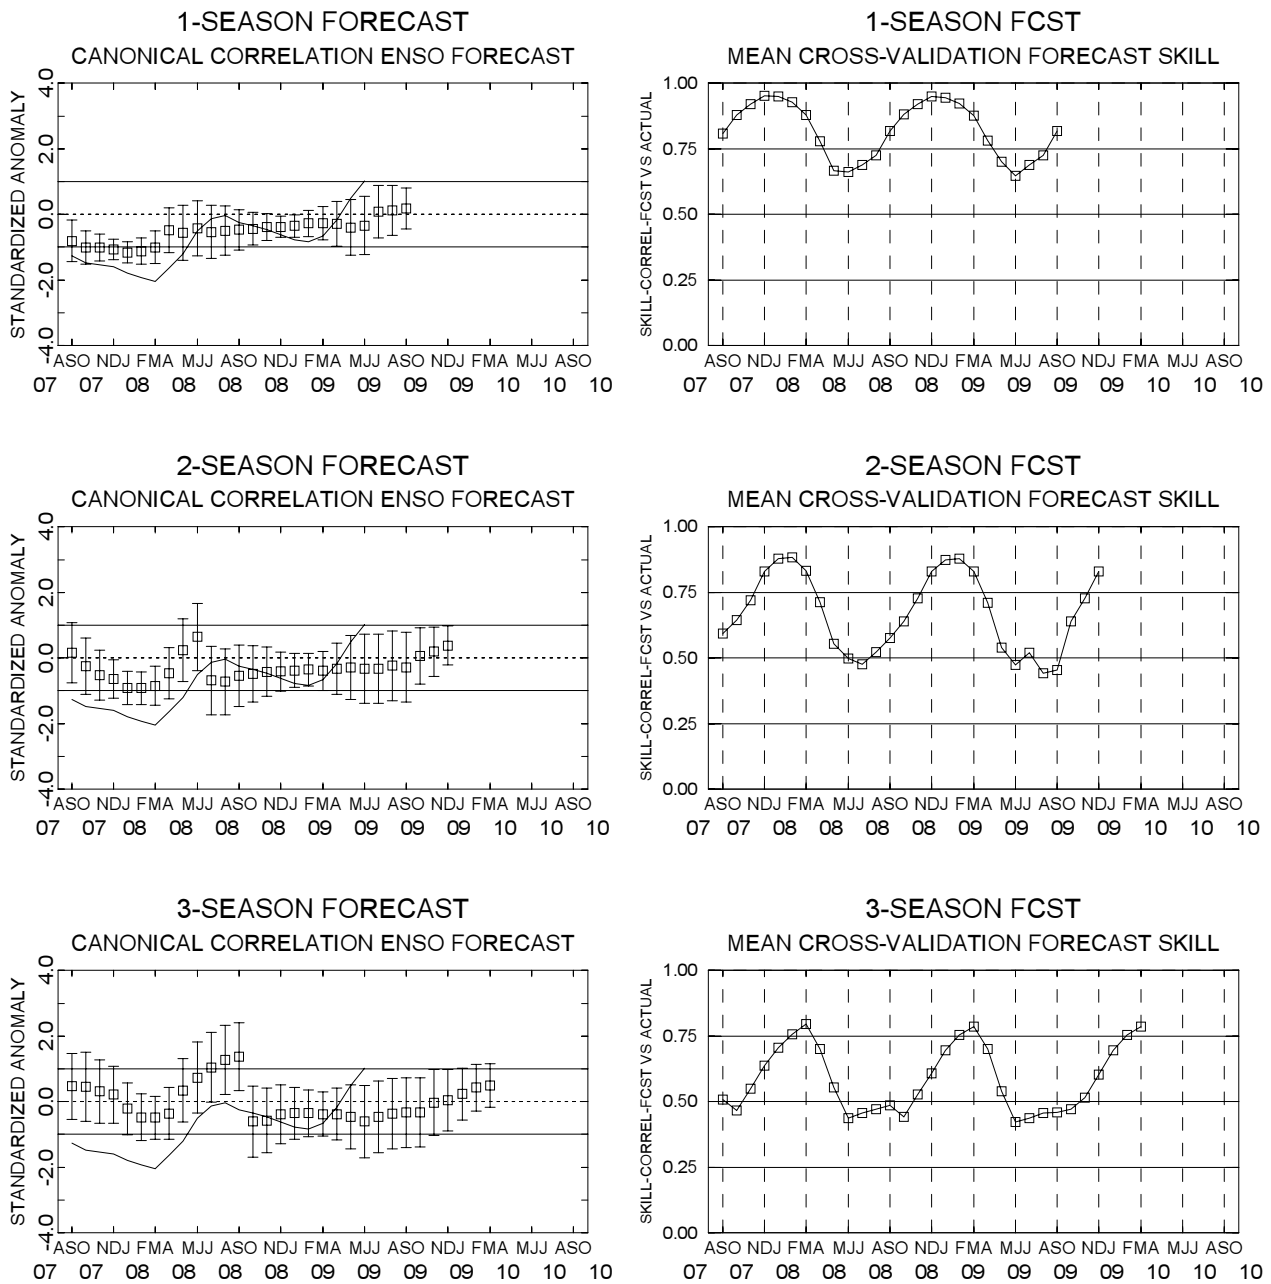 1-SEASON FORECAST
CANONICAL CORRELATION ENSO FORECAST
STANDARDIZED ANOMALY
4.0
2.0
0.0
-2.0
-4.0
ASO NDJ FMA MJJ ASO NDJ FMA MJJ ASO NDJ FMA MJJ ASO
07 07 08 08 08 08 09 09 09 09 10 10 10
1-SEASON FCST
MEAN CROSS-VALIDATION FORECAST SKILL
SKILL-CORREL-FCST VS ACTUAL
1.00
0.75
0.50
0.25
0.00
ASO NDJ FMA MJJ ASO NDJ FMA MJJ ASO NDJ FMA MJJ ASO
07 07 08 08 08 08 09 09 09 09 10 10 10
2-SEASON FORECAST
CANONICAL CORRELATION ENSO FORECAST
STANDARDIZED ANOMALY
4.0
2.0
0.0
-2.0
-4.0
ASO NDJ FMA MJJ ASO NDJ FMA MJJ ASO NDJ FMA MJJ ASO
07 07 08 08 08 08 09 09 09 09 10 10 10
2-SEASON FCST
MEAN CROSS-VALIDATION FORECAST SKILL
SKILL-CORREL-FCST VS ACTUAL
1.00
0.75
0.50
0.25
0.00
ASO NDJ FMA MJJ ASO NDJ FMA MJJ ASO NDJ FMA MJJ ASO
07 07 08 08 08 08 09 09 09 09 10 10 10
3-SEASON FORECAST
CANONICAL CORRELATION ENSO FORECAST
STANDARDIZED ANOMALY
4.0
2.0
0.0
-2.0
-4.0
ASO NDJ FMA MJJ ASO NDJ FMA MJJ ASO NDJ FMA MJJ ASO
07 07 08 08 08 08 09 09 09 09 10 10 10
3-SEASON FCST
MEAN CROSS-VALIDATION FORECAST SKILL
SKILL-CORREL-FCST VS ACTUAL
1.00
0.75
0.50
0.25
0.00
ASO NDJ FMA MJJ ASO NDJ FMA MJJ ASO NDJ FMA MJJ ASO
07 07 08 08 08 08 09 09 09 09 10 10 10